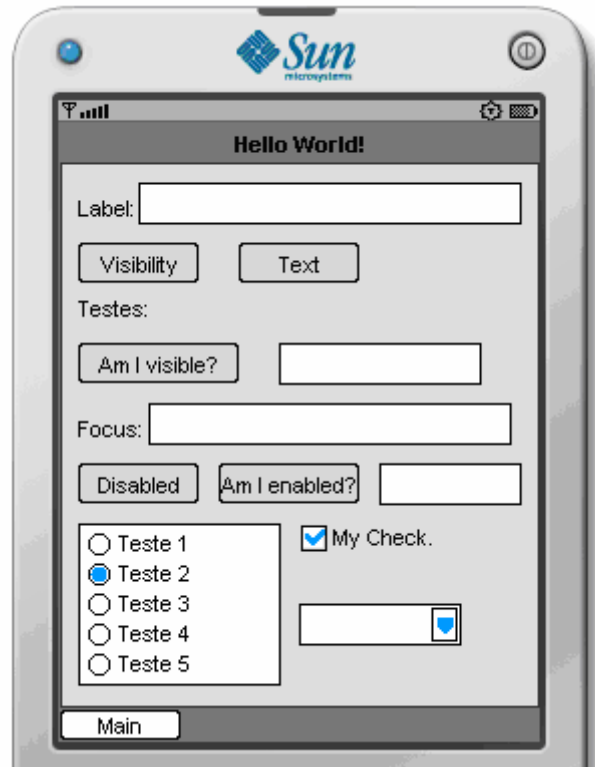 Sun
microsystems
Hello World!
Label:
Visibility Text
Testes:
Am I visible?
Focus:
Disabled Am I enabled?
Teste 1
Teste 2
Teste 3
Teste 4
Teste 5
My Check.
Main